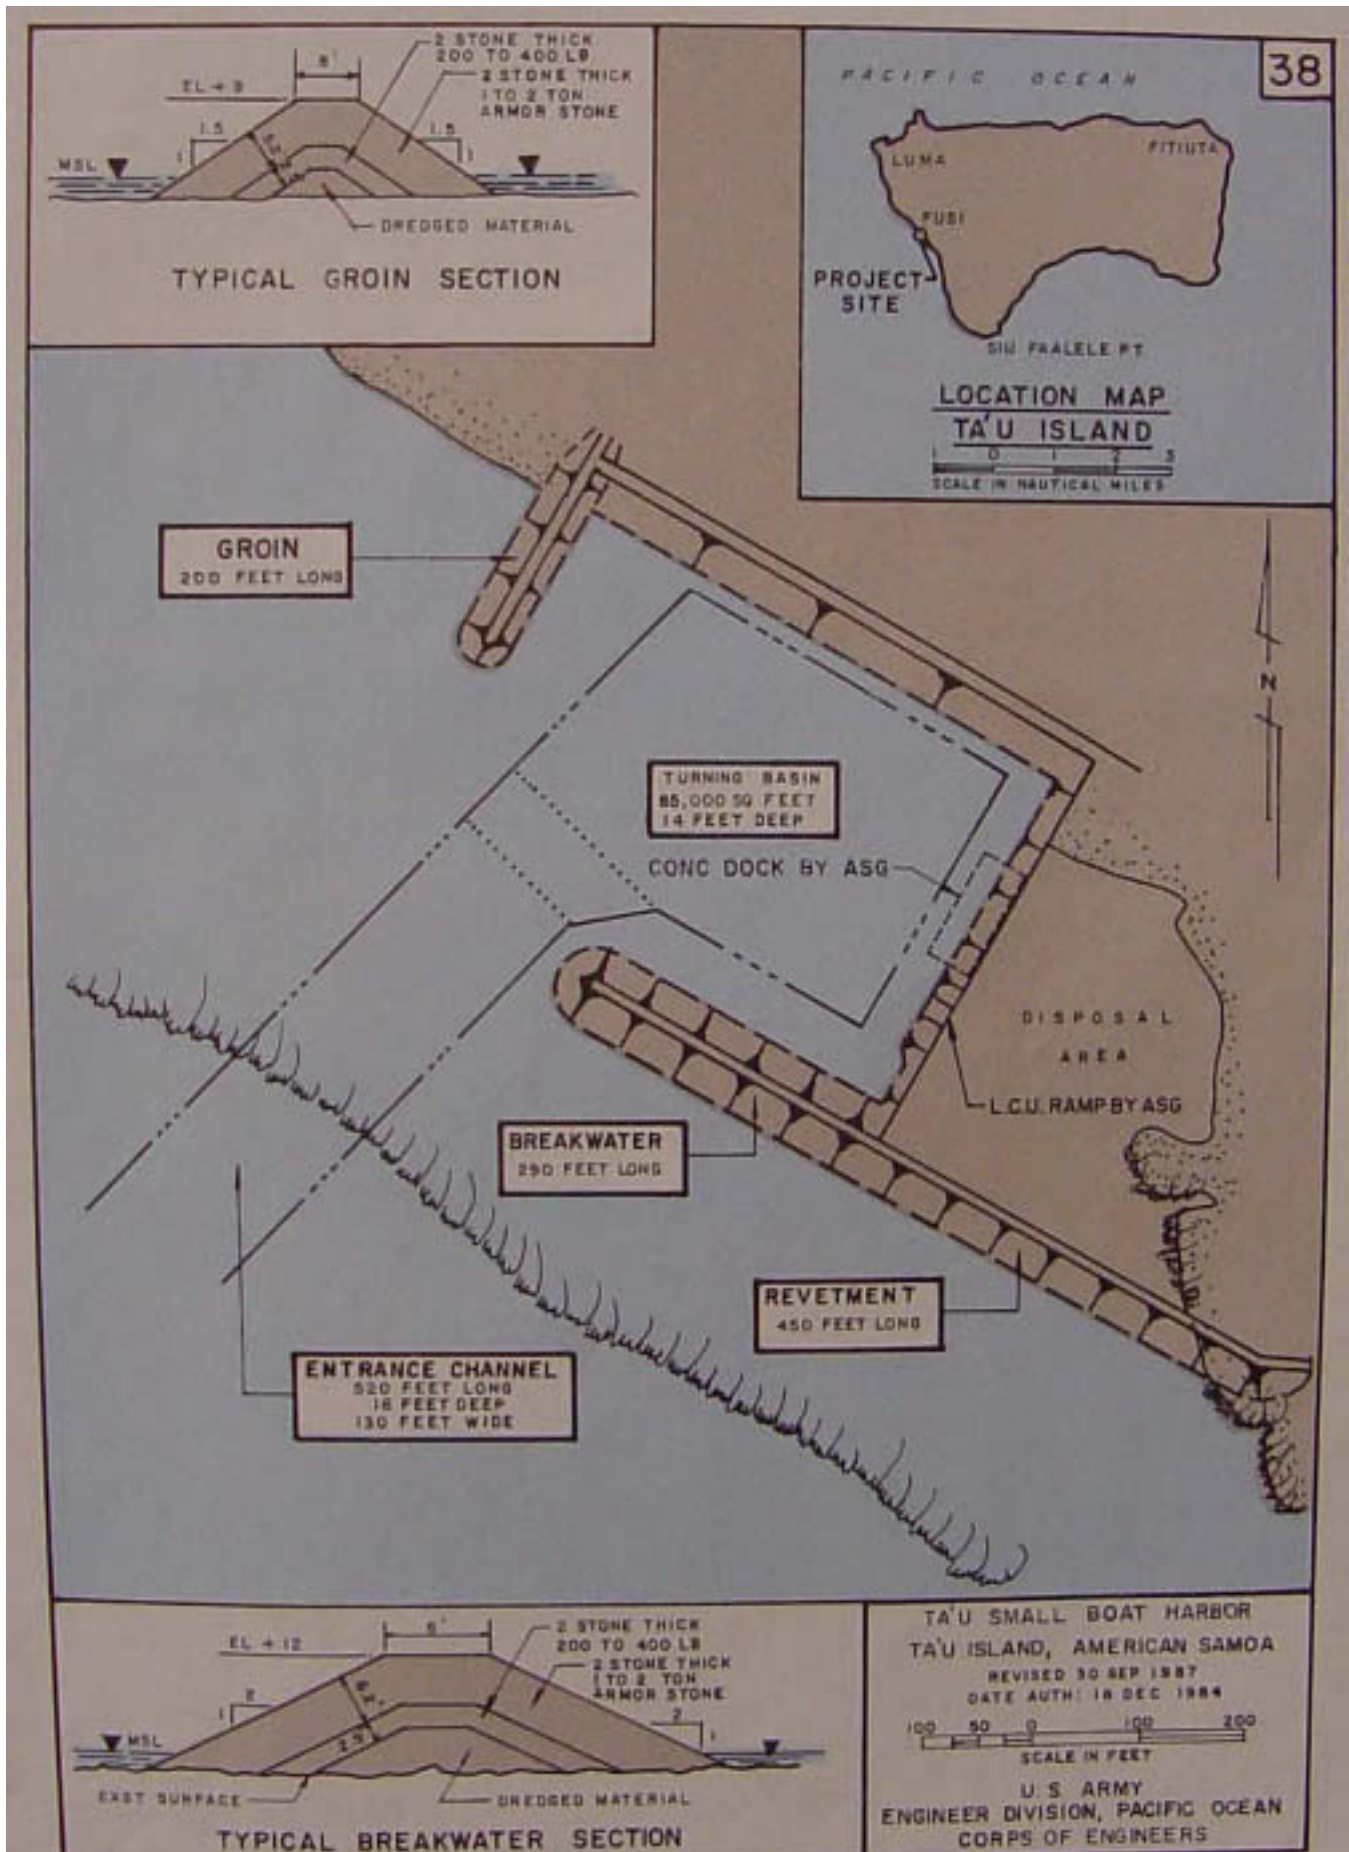 2 STONE THICK
200 TO 400 LB
2 STONE THICK
1 TO 2 TON
ARMOR STONE
8'
EL + 9
1.5
1
1.5
1
MSL
DREDGED MATERIAL
TYPICAL GROIN SECTION
38
PACIFIC OCEAN
LUMA
FITIUTA
FUSI
PROJECT
SITE
SIU FAALELE PT.
LOCATION MAP
TA'U ISLAND
1 0 1 2 3
SCALE IN NAUTICAL MILES
GROIN
200 FEET LONG
N
TURNING BASIN
85,000 SQ FEET
14 FEET DEEP
CONC DOCK BY ASG
DISPOSAL
AREA
L.C.U. RAMP BY ASG
BREAKWATER
290 FEET LONG
REVETMENT
450 FEET LONG
ENTRANCE CHANNEL
520 FEET LONG
16 FEET DEEP
130 FEET WIDE
2 STONE THICK
200 TO 400 LB
2 STONE THICK
1 TO 2 TON
ARMOR STONE
EL + 12
2
1
2
1
MSL
EXST SURFACE
DREDGED MATERIAL
TYPICAL BREAKWATER SECTION
TA'U SMALL BOAT HARBOR
TA'U ISLAND, AMERICAN SAMOA
REVISED 30 SEP 1987
DATE AUTH: 18 DEC 1984
100 50 0 100 200
SCALE IN FEET
U.S ARMY
ENGINEER DIVISION, PACIFIC OCEAN
CORPS OF ENGINEERS